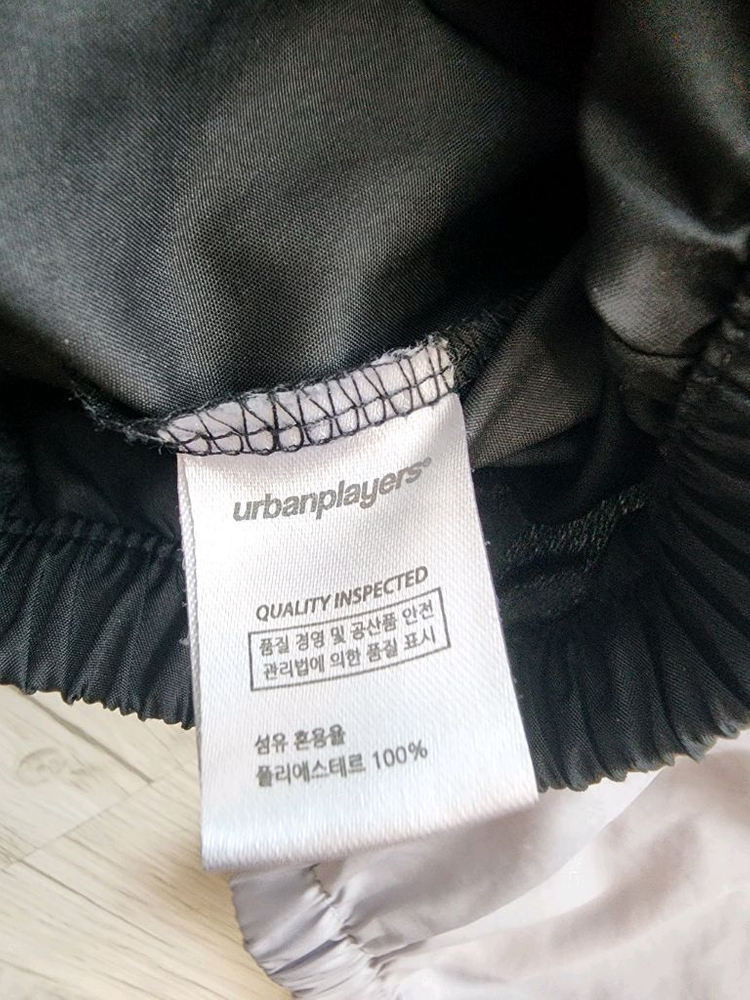 urbanplayers®
QUALITY INSPECTED
품질 경영 및 공산품 안전
관리법에 의한 품질 표시
섬유 혼용율
폴리에스테르 100%